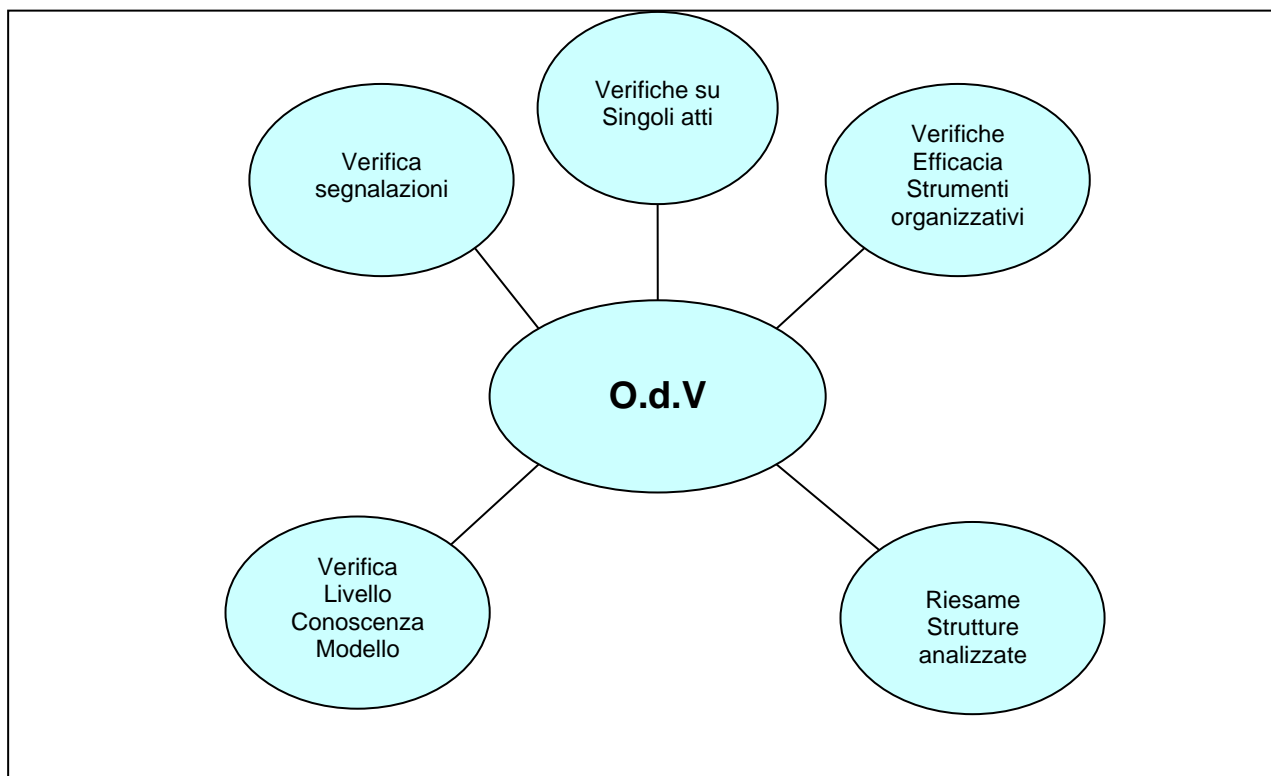 Verifiche su
Singoli atti
Verifica
segnalazioni
Verifiche
Efficacia
Strumenti
organizzativi
O.d.V
Verifica
Livello
Conoscenza
Modello
Riesame
Strutture
analizzate